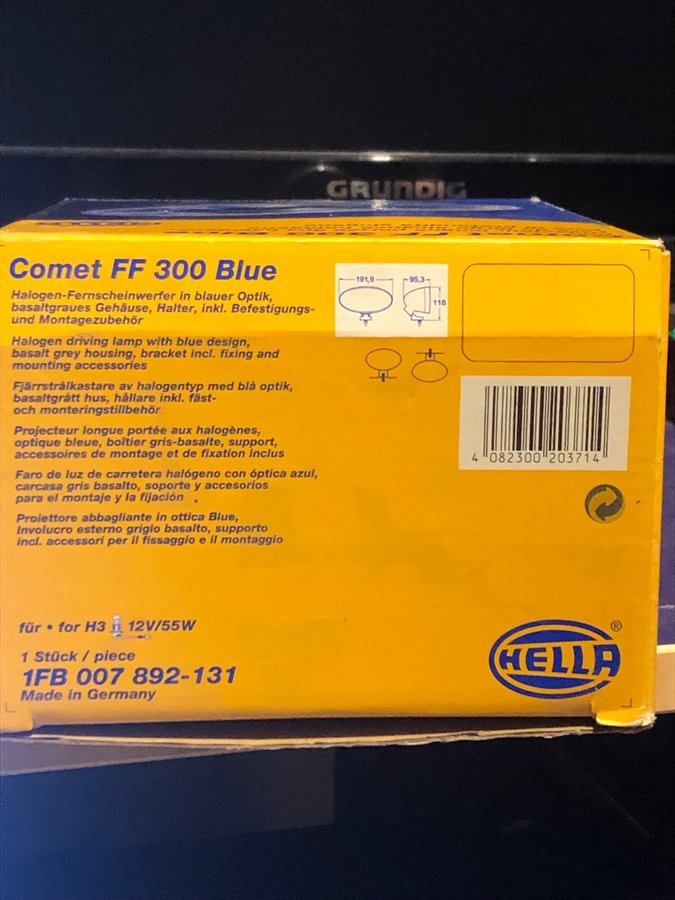 GRUNDIG
Comet FF 300 Blue
Halogen-Fernscheinwerfer in blauer Optik,
basaltgraues Gehäuse, Halter, inkl. Befestigungs-
und Montagezubehör
Halogen driving lamp with blue design,
basalt grey housing, bracket incl. fixing and
mounting accessories
Fjärrstrålkastare av halogentyp med blå optik,
basaltgrått hus, hållare inkl. fäst-
och monteringstillbehör
Projecteur longue portée aux halogènes,
optique bleue, boîtier gris-basalte, support,
accessoires de montage et de fixation inclus
Faro de luz de carretera halógeno con óptica azul,
carcasa gris basalto, soporte y accesorios
para el montaje y la fijación
Proiettore abbagliante in ottica Blue,
involucro esterno grigio basalto, supporto
incl. accessori per il fissaggio e il montaggio
191,9
95,3
118
4 082300 203714
für • for H3 12V/55W
1 Stück / piece
1FB 007 892-131
Made in Germany
HELLA ®